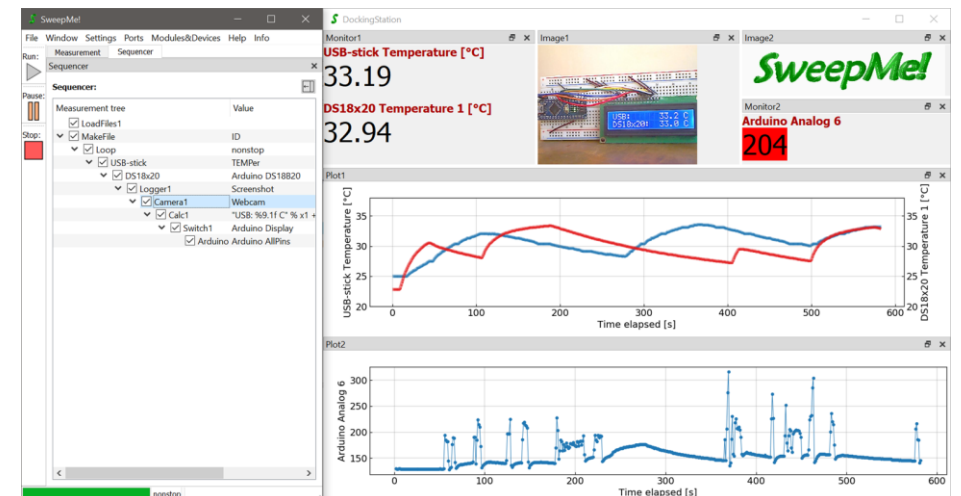 SweepMe!
File Window Settings Ports Modules&Devices Help Info
Run:
Pause:
Stop:
Measurement Sequencer
Sequencer
Sequencer:
Measurement tree Value
LoadFiles1
MakeFile ID
Loop nonstop
USB-stick TEMPer
DS18x20 Arduino DS18B20
Logger1 Screenshot
Camera1 Webcam
Calc1 "USB: %9.1f C" % x1 +
Switch1 Arduino Display
Arduino Arduino AllPins
nonstop
DockingStation
Monitor1
USB-stick Temperature [°C]
33.19
DS18x20 Temperature 1 [°C]
32.94
Image1
USB: 33.2 C
DS18x20: 33.0 C
Image2
SweepMe!
Monitor2
Arduino Analog 6
204
Plot1
USB-stick Temperature [°C]
35
30
25
20
0 100 200 300 400 500 600
Time elapsed [s]
35
30
25
20
DS18x20 Temperature 1 [°C]
Plot2
Arduino Analog 6
300
250
200
150
0 100 200 300 400 500 600
Time elapsed [s]